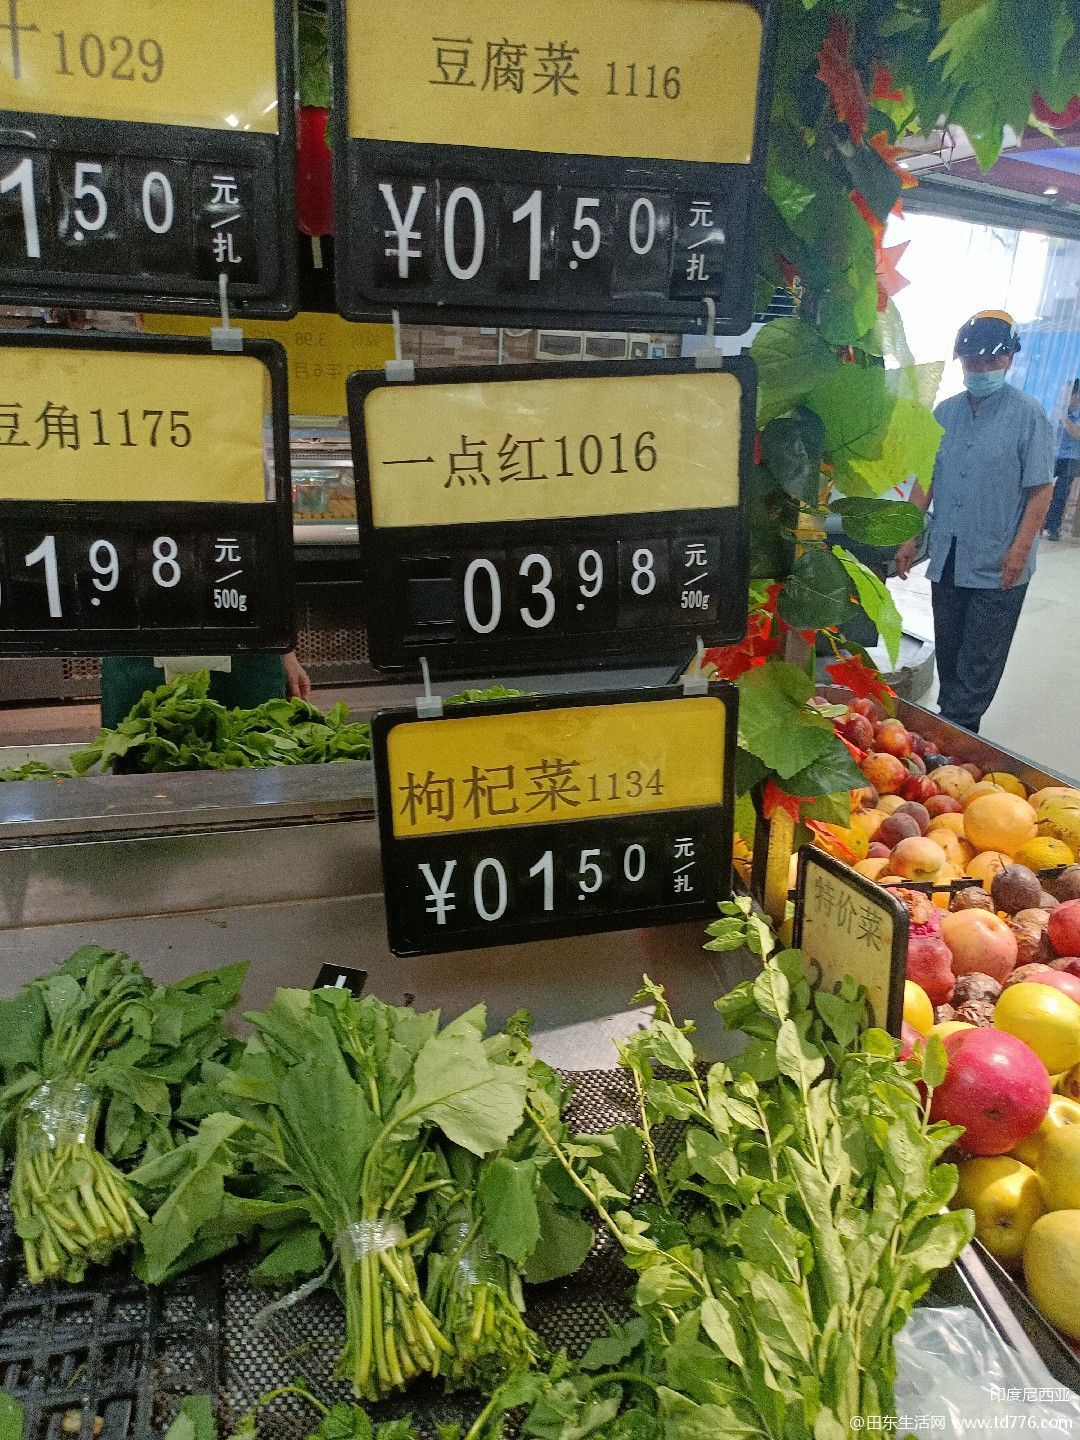 1029
1.50
元/扎
豆腐菜 1116
¥01.50
元/扎
豆角1175
1.98
元/500g
一点红1016
03.98
元/500g
枸杞菜1134
¥01.50
元/扎
特价菜
印度尼西亚
@田东生活网 www.td776.com